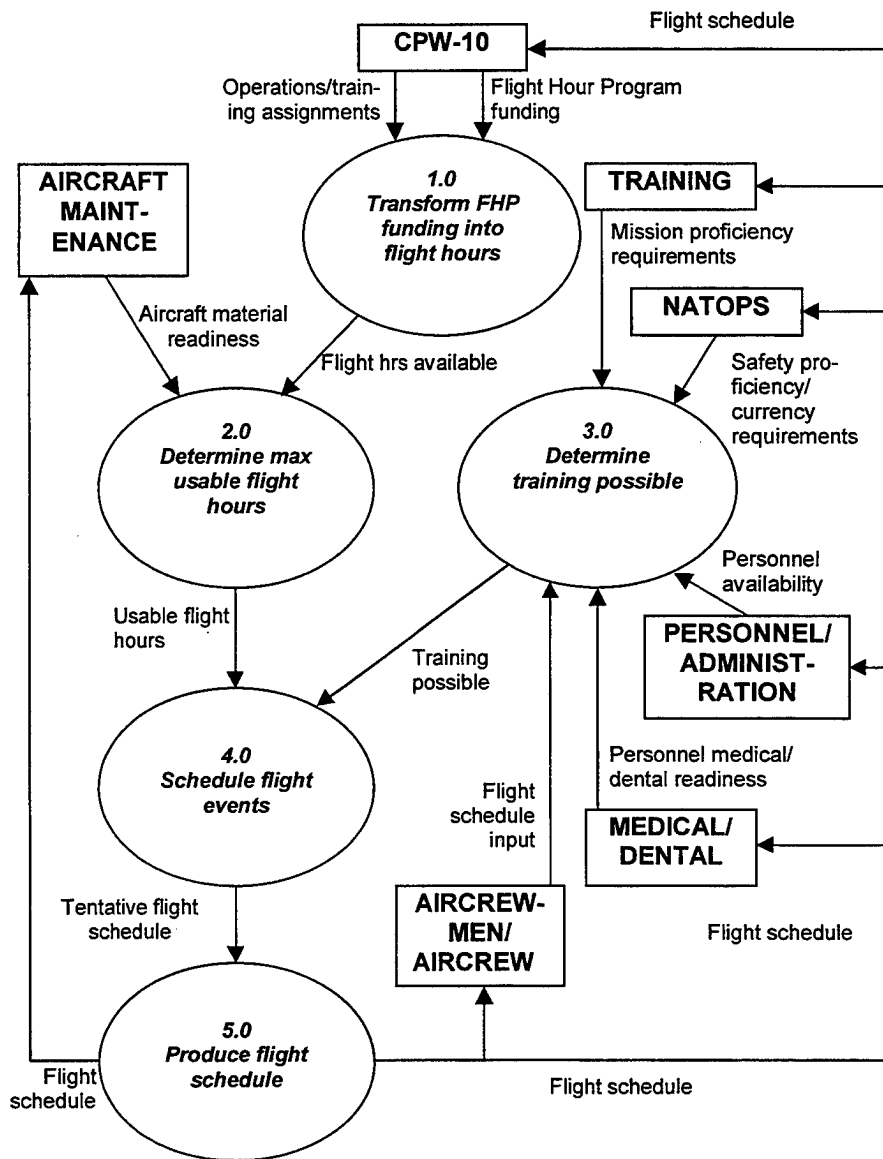 Flight schedule
CPW-10
Operations/train-
ing assignments
Flight Hour Program
funding
AIRCRAFT
MAINT-
ENANCE
1.0
Transform FHP
funding into
flight hours
TRAINING
Mission proficiency
requirements
NATOPS
Aircraft material
readiness
Flight hrs available
Safety pro-
ficiency/
currency
requirements
2.0
Determine max
usable flight
hours
3.0
Determine
training possible
Personnel
availability
Usable flight
hours
PERSONNEL/
ADMINIST-
RATION
Training
possible
4.0
Schedule flight
events
Personnel medical/
dental readiness
Flight
schedule
input
MEDICAL/
DENTAL
Tentative flight
schedule
AIRCREW-
MEN/
AIRCREW
Flight schedule
5.0
Produce flight
schedule
Flight
schedule
Flight schedule